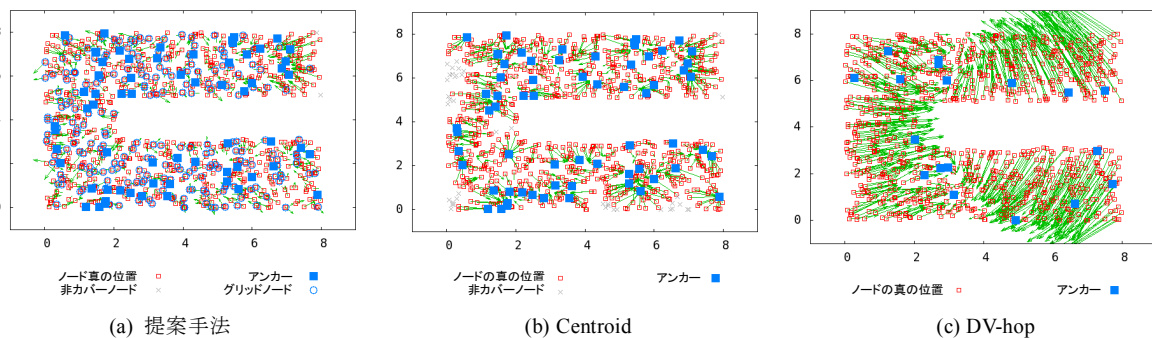 8
6
4
2
0
0 2 4 6 8
ノード真の位置
非カバーノード
アンカー
グリッドノード
(a) 提案手法
8
6
4
2
0
0 2 4 6 8
ノードの真の位置
非カバーノード
アンカー
(b) Centroid
8
6
4
2
0
0 2 4 6 8
ノードの真の位置
アンカー
(c) DV-hop